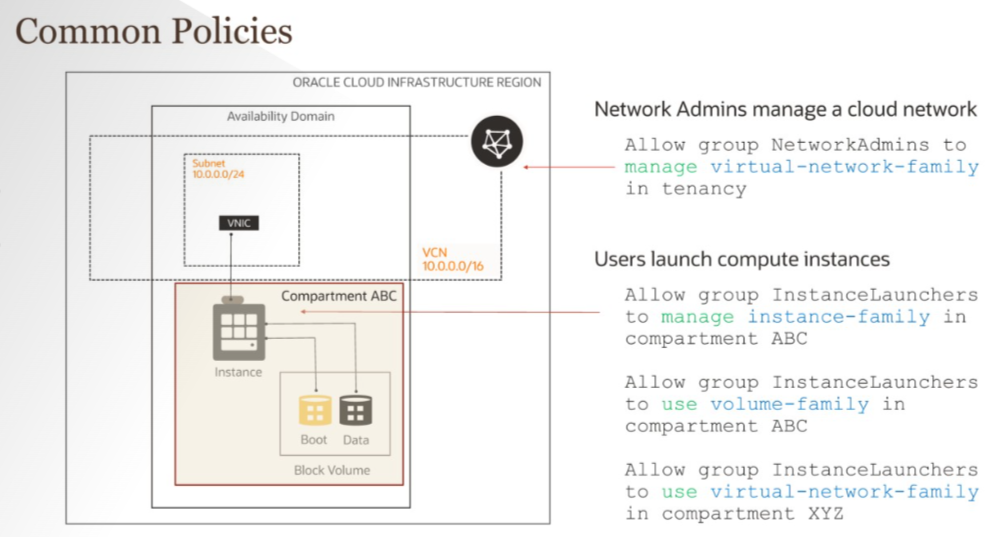 Common Policies
ORACLE CLOUD INFRASTRUCTURE REGION
Availability Domain
Subnet
10.0.0.0/24
VNIC
VCN
10.0.0.0/16
Compartment ABC
Instance
Boot Data
Block Volume
Network Admins manage a cloud network
Allow group NetworkAdmins to
manage virtual-network-family
in tenancy
Users launch compute instances
Allow group InstanceLaunchers
to manage instance-family in
compartment ABC
Allow group InstanceLaunchers
to use volume-family in
compartment ABC
Allow group InstanceLaunchers
to use virtual-network-family
in compartment XYZ